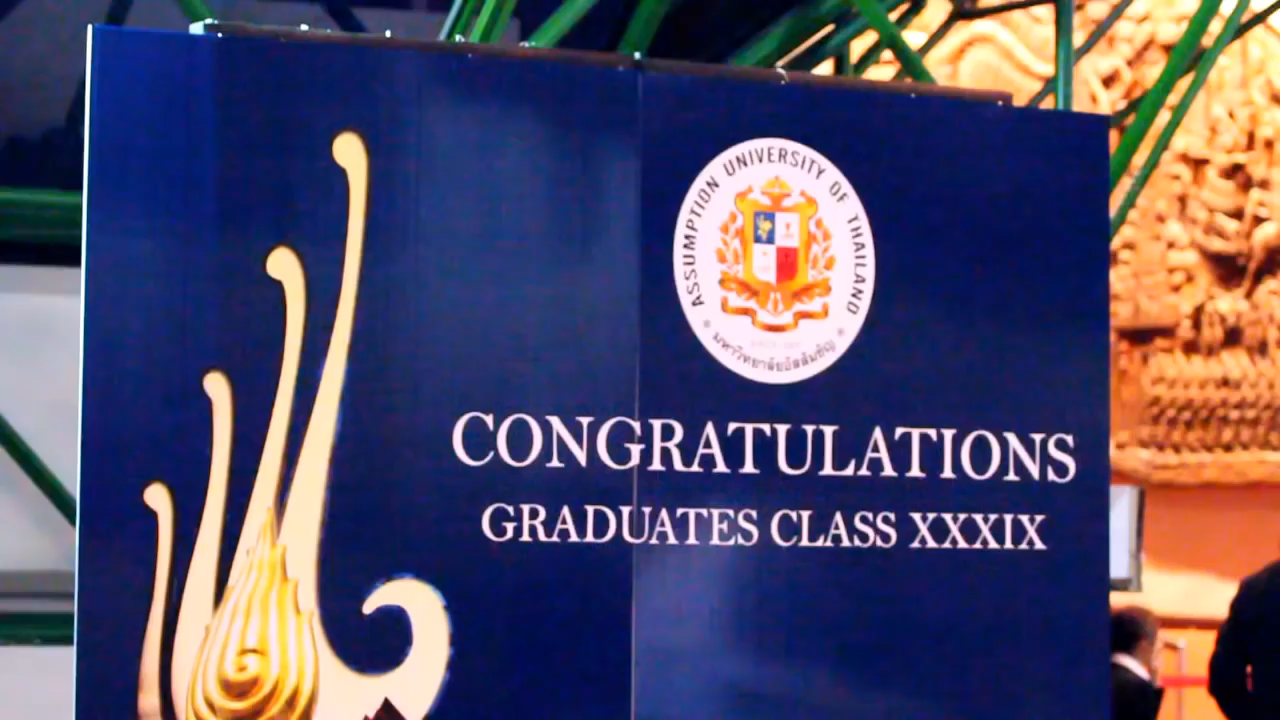 ASSUMPTION UNIVERSITY OF THAILAND
มหาวิทยาลัยอัสสัมชัญ
CONGRATULATIONS
GRADUATES CLASS XXXIX